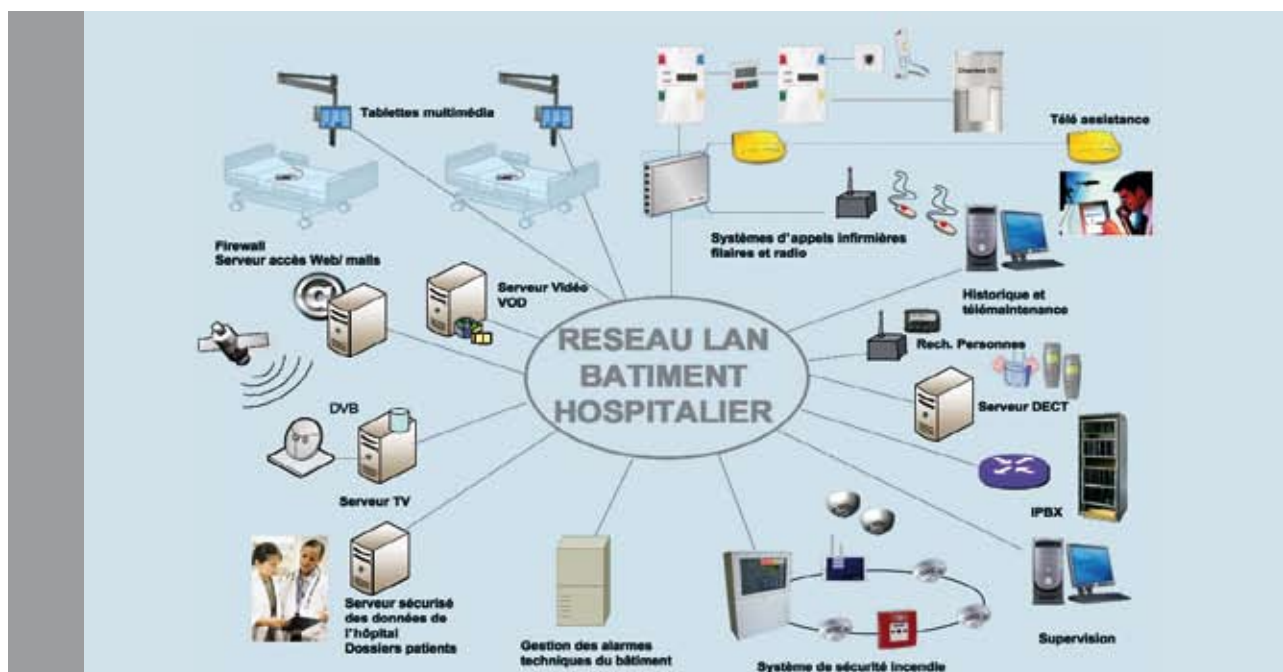 Tablettes multimédia
Chambre 13
Télé assistance
Systèmes d'appels infirmières
filaires et radio
Firewall
Serveur accès Web/ mails
Serveur Vidéo
VOD
Historique et
télémaintenance
RESEAU LAN
BATIMENT
HOSPITALIER
Rech. Personnes
Serveur DECT
DVB
Serveur TV
IPBX
Serveur sécurisé
des données de
l'hôpital
Dossiers patients
Gestion des alarmes
techniques du bâtiment
Système de sécurité incendie
Supervision